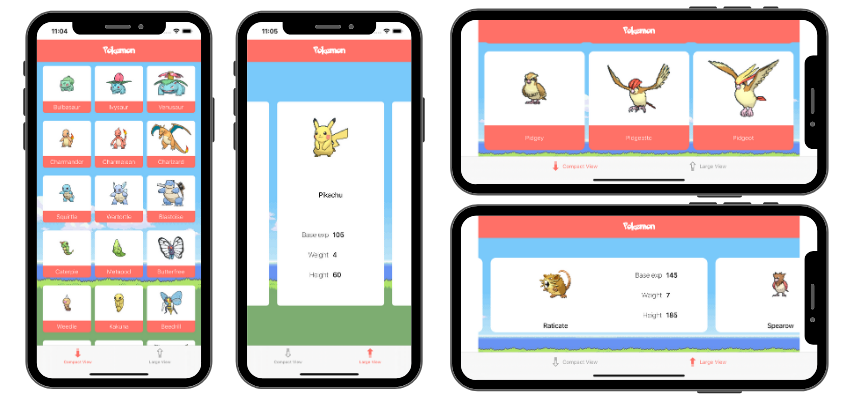 11:04
Pokemon
Bulbasaur Ivysaur Venusaur
Charmander Charmeleon Charizard
Squirtle Wartortle Blastoise
Caterpie Metapod Butterfree
Weedle Kakuna Beedrill
Compact View Large View
11:05
Pokemon
Pikachu
Base exp 105
Weight 4
Height 60
Compact View Large View
Pokemon
Pidgey Pidgeotto Pidgeot
Compact View Large View
Pokemon
Base exp 145
Weight 7
Height 185
Raticate Spearow
Compact View Large View